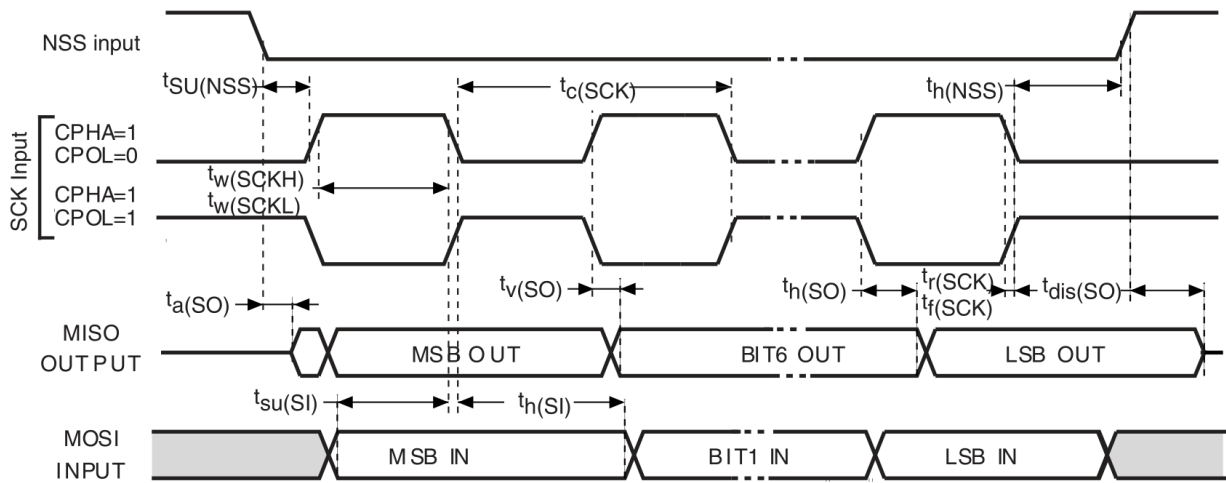 NSS input
tSU(NSS)
tc(SCK)
th(NSS)
SCK Input
CPHA=1
CPOL=0
tw(SCKH)
CPHA=1
tw(SCKL)
CPOL=1
ta(SO)
tv(SO)
th(SO)
tr(SCK)
tf(SCK)
tdis(SO)
MISO
OUTPUT
MSB OUT
BIT6 OUT
LSB OUT
tsu(SI)
th(SI)
MOSI
INPUT
MSB IN
BIT1 IN
LSB IN